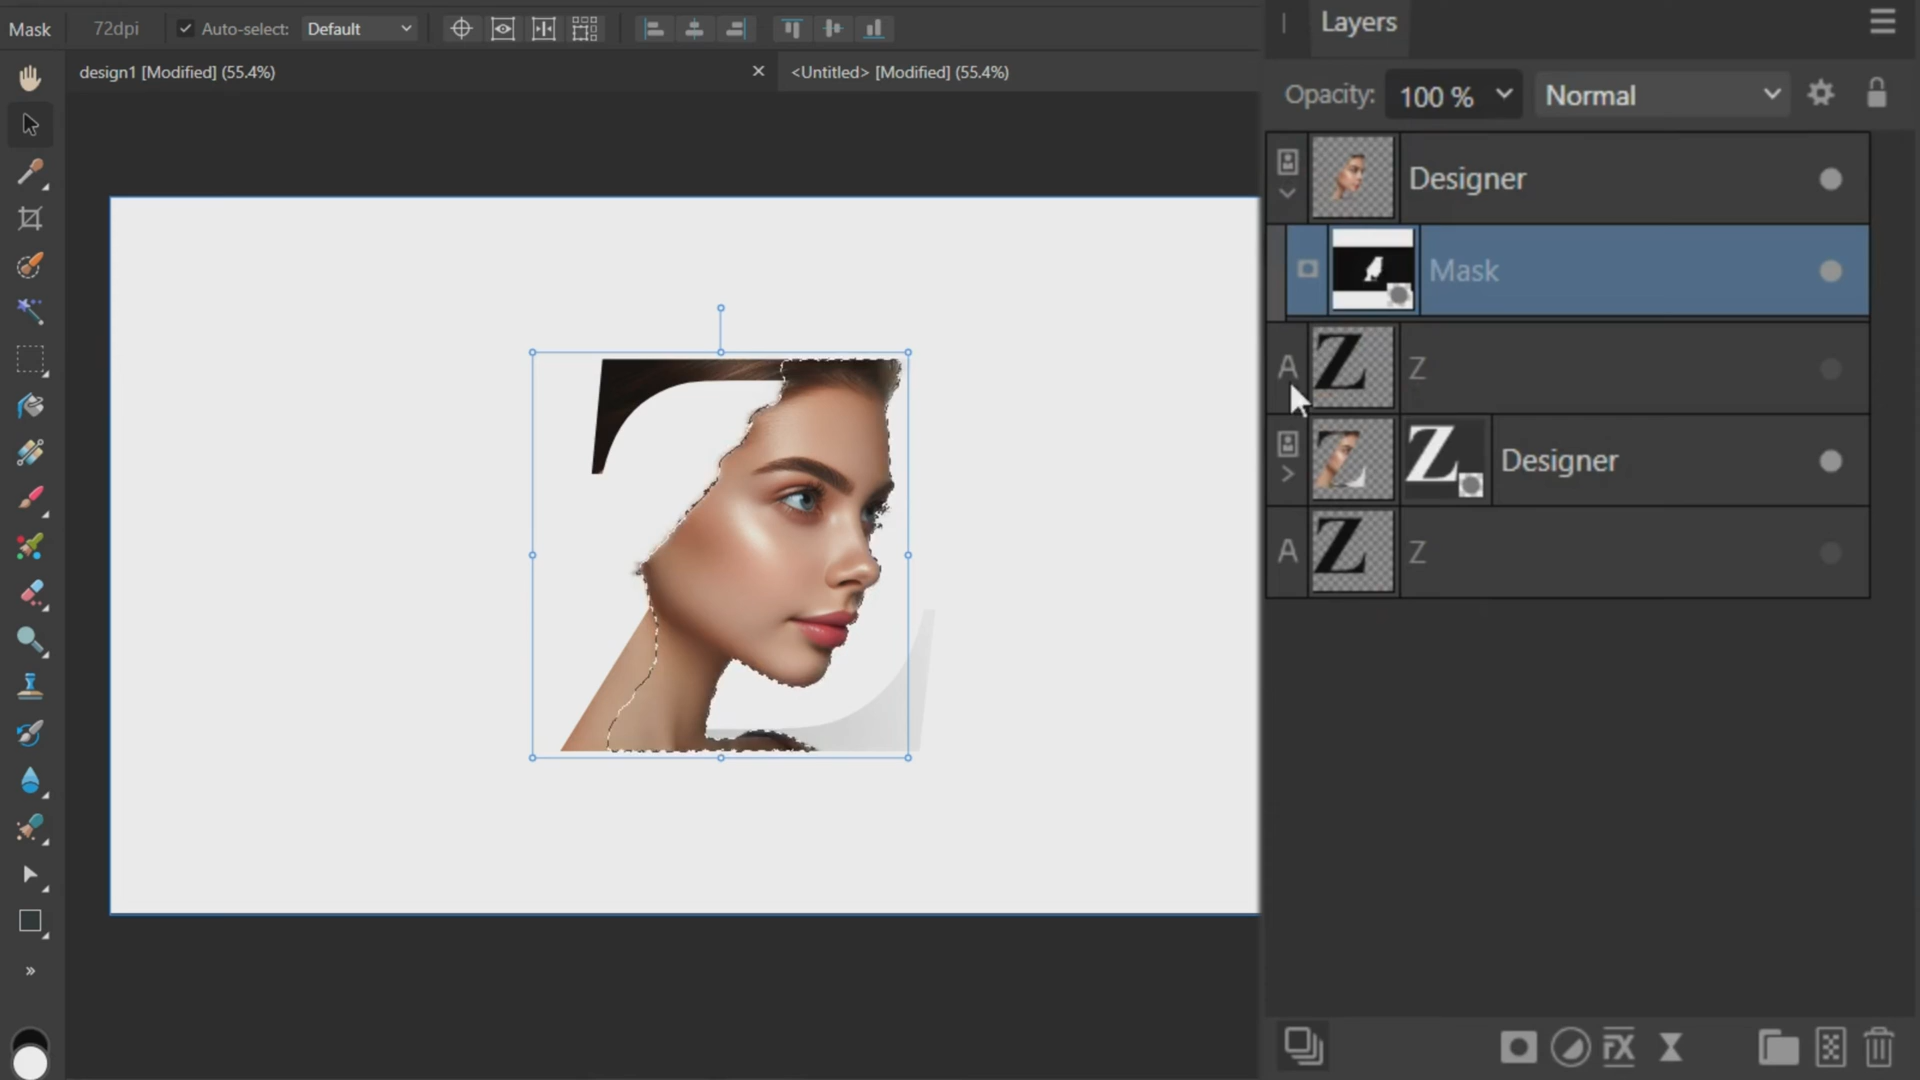 Mask
72dpi
Auto-select:
Default
design1 [Modified] (55.4%)
<Untitled> [Modified] (55.4%)
Layers
Opacity:
100 %
Normal
Designer
Mask
A
Z
Z
Z
Z
Designer
A
Z
Z
fx